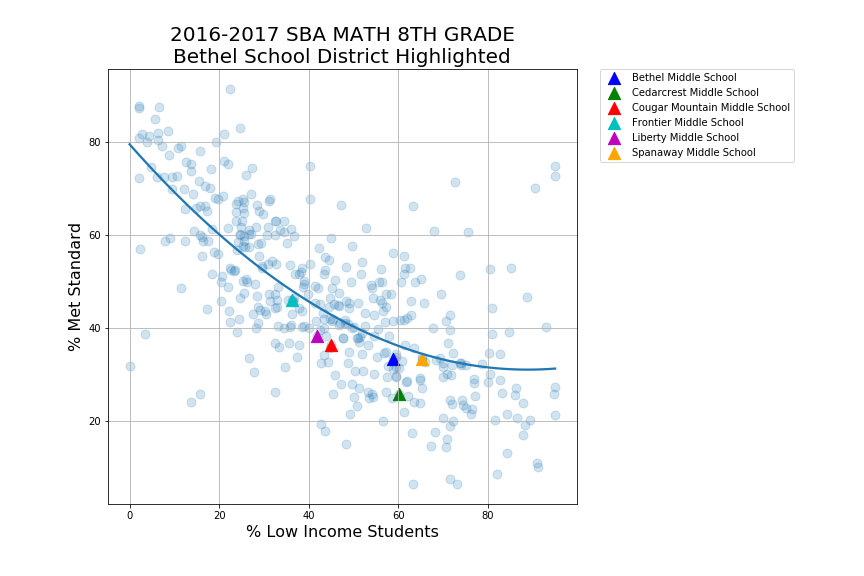 2016-2017 SBA MATH 8TH GRADE
Bethel School District Highlighted
Bethel Middle School
Cedarcrest Middle School
Cougar Mountain Middle School
Frontier Middle School
Liberty Middle School
Spanaway Middle School
% Met Standard
80
60
40
20
0 20 40 60 80
% Low Income Students